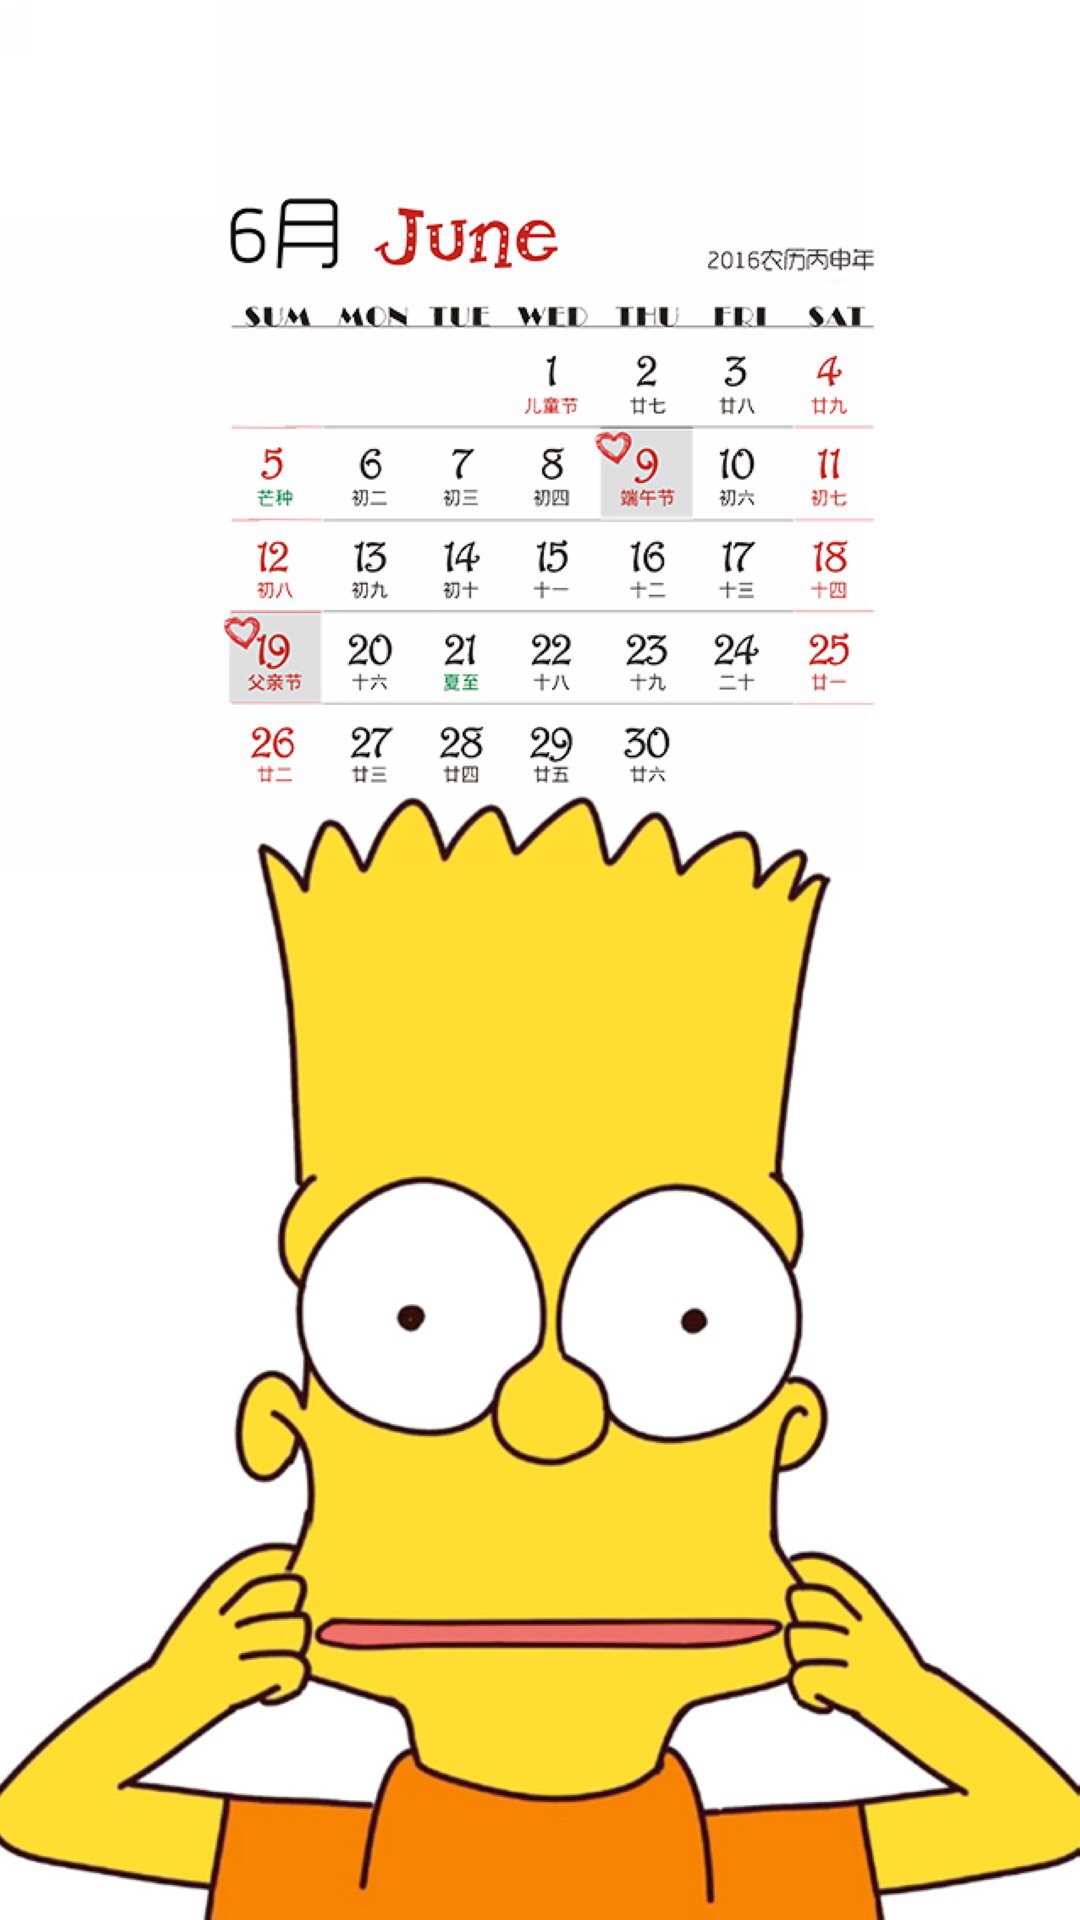 6月 June
2016农历丙申年
SUM MON TUE WED THU FRI SAT
1 2 3 4
儿童节 廿七 廿八 廿九
5 6 7 8 9 10 11
芒种 初二 初三 初四 端午节 初六 初七
12 13 14 15 16 17 18
初八 初九 初十 十一 十二 十三 十四
19 20 21 22 23 24 25
父亲节 十六 夏至 十八 十九 二十 廿一
26 27 28 29 30
廿二 廿三 廿四 廿五 廿六